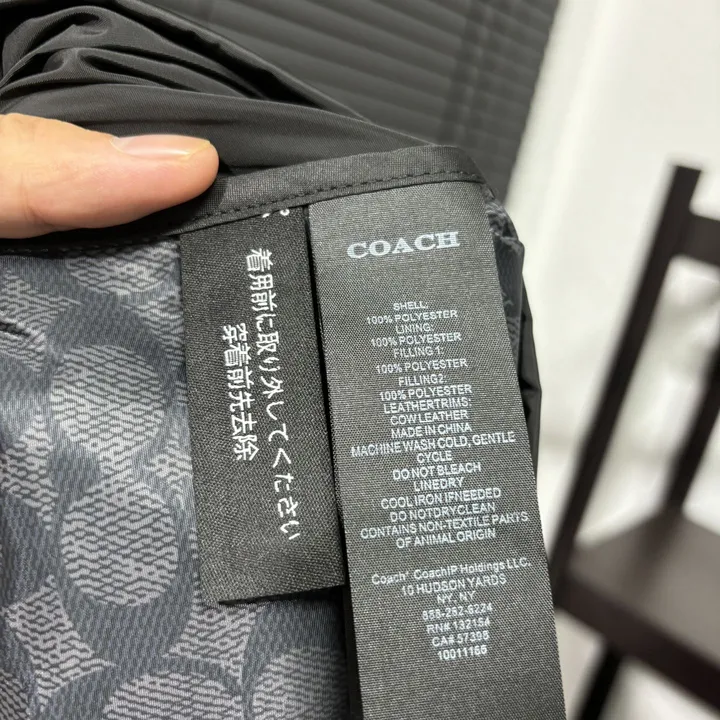 着用前に取り外してください
穿着前先去除
COACH
SHELL:
100% POLYESTER
LINING:
100% POLYESTER
FILLING 1:
100% POLYESTER
FILLING2:
100% POLYESTER
LEATHERTRIMS:
COW LEATHER
MADE IN CHINA
MACHINE WASH COLD, GENTLE
CYCLE
DO NOT BLEACH
LINEDRY
COOL IRON IFNEEDED
DO NOTDRYCLEAN
CONTAINS NON-TEXTILE PARTS
OF ANIMAL ORIGIN
Coach® CoachIP Holdings LLC.
10 HUDSON YARDS
NY, NY
888-262-6224
RN# 132154
CA# 57395
10011166